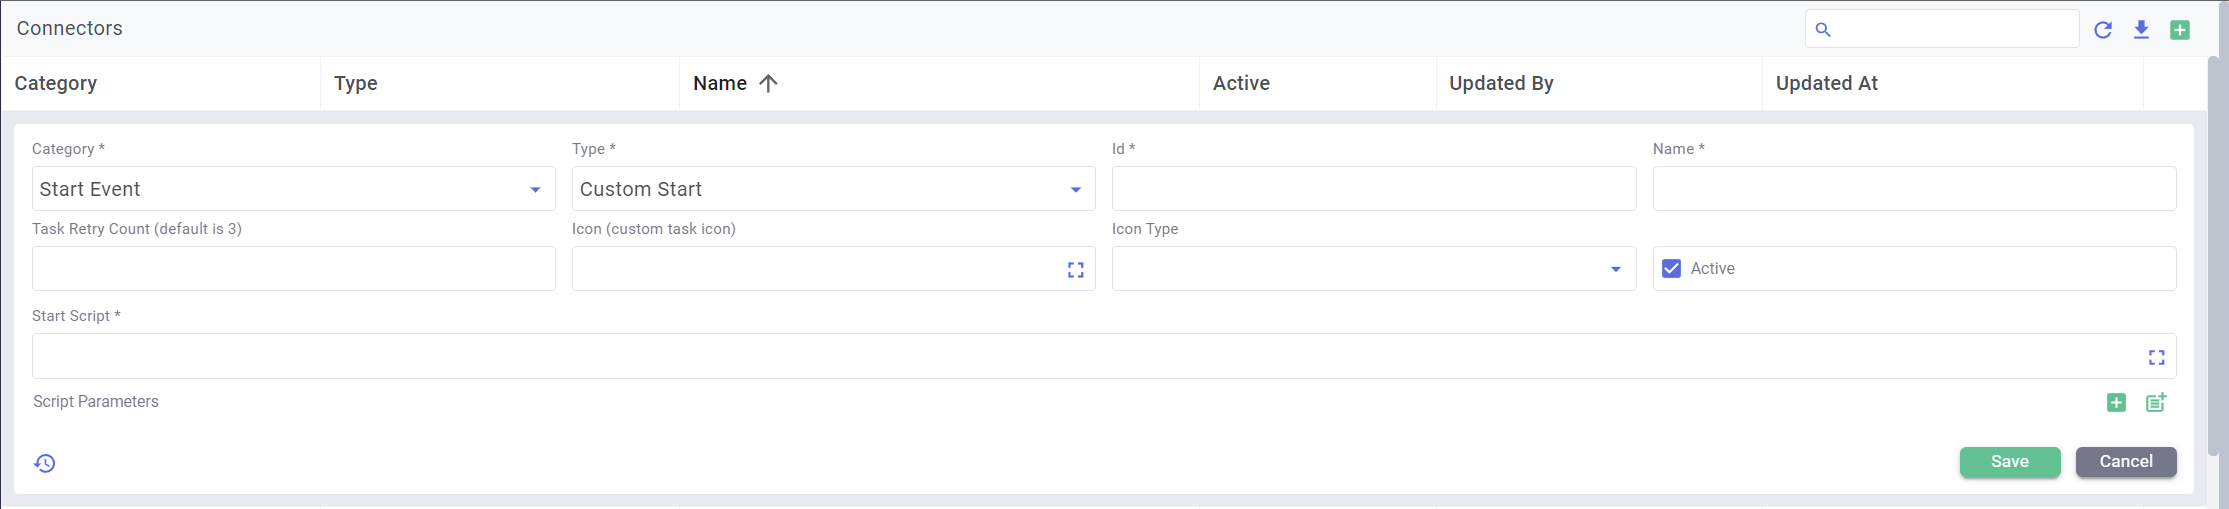 Connectors
Category Type Name Active Updated By Updated At
Category * Type * Id * Name *
Start Event Custom Start
Task Retry Count (default is 3) Icon (custom task icon) Icon Type
Active
Start Script *
Script Parameters
Save Cancel